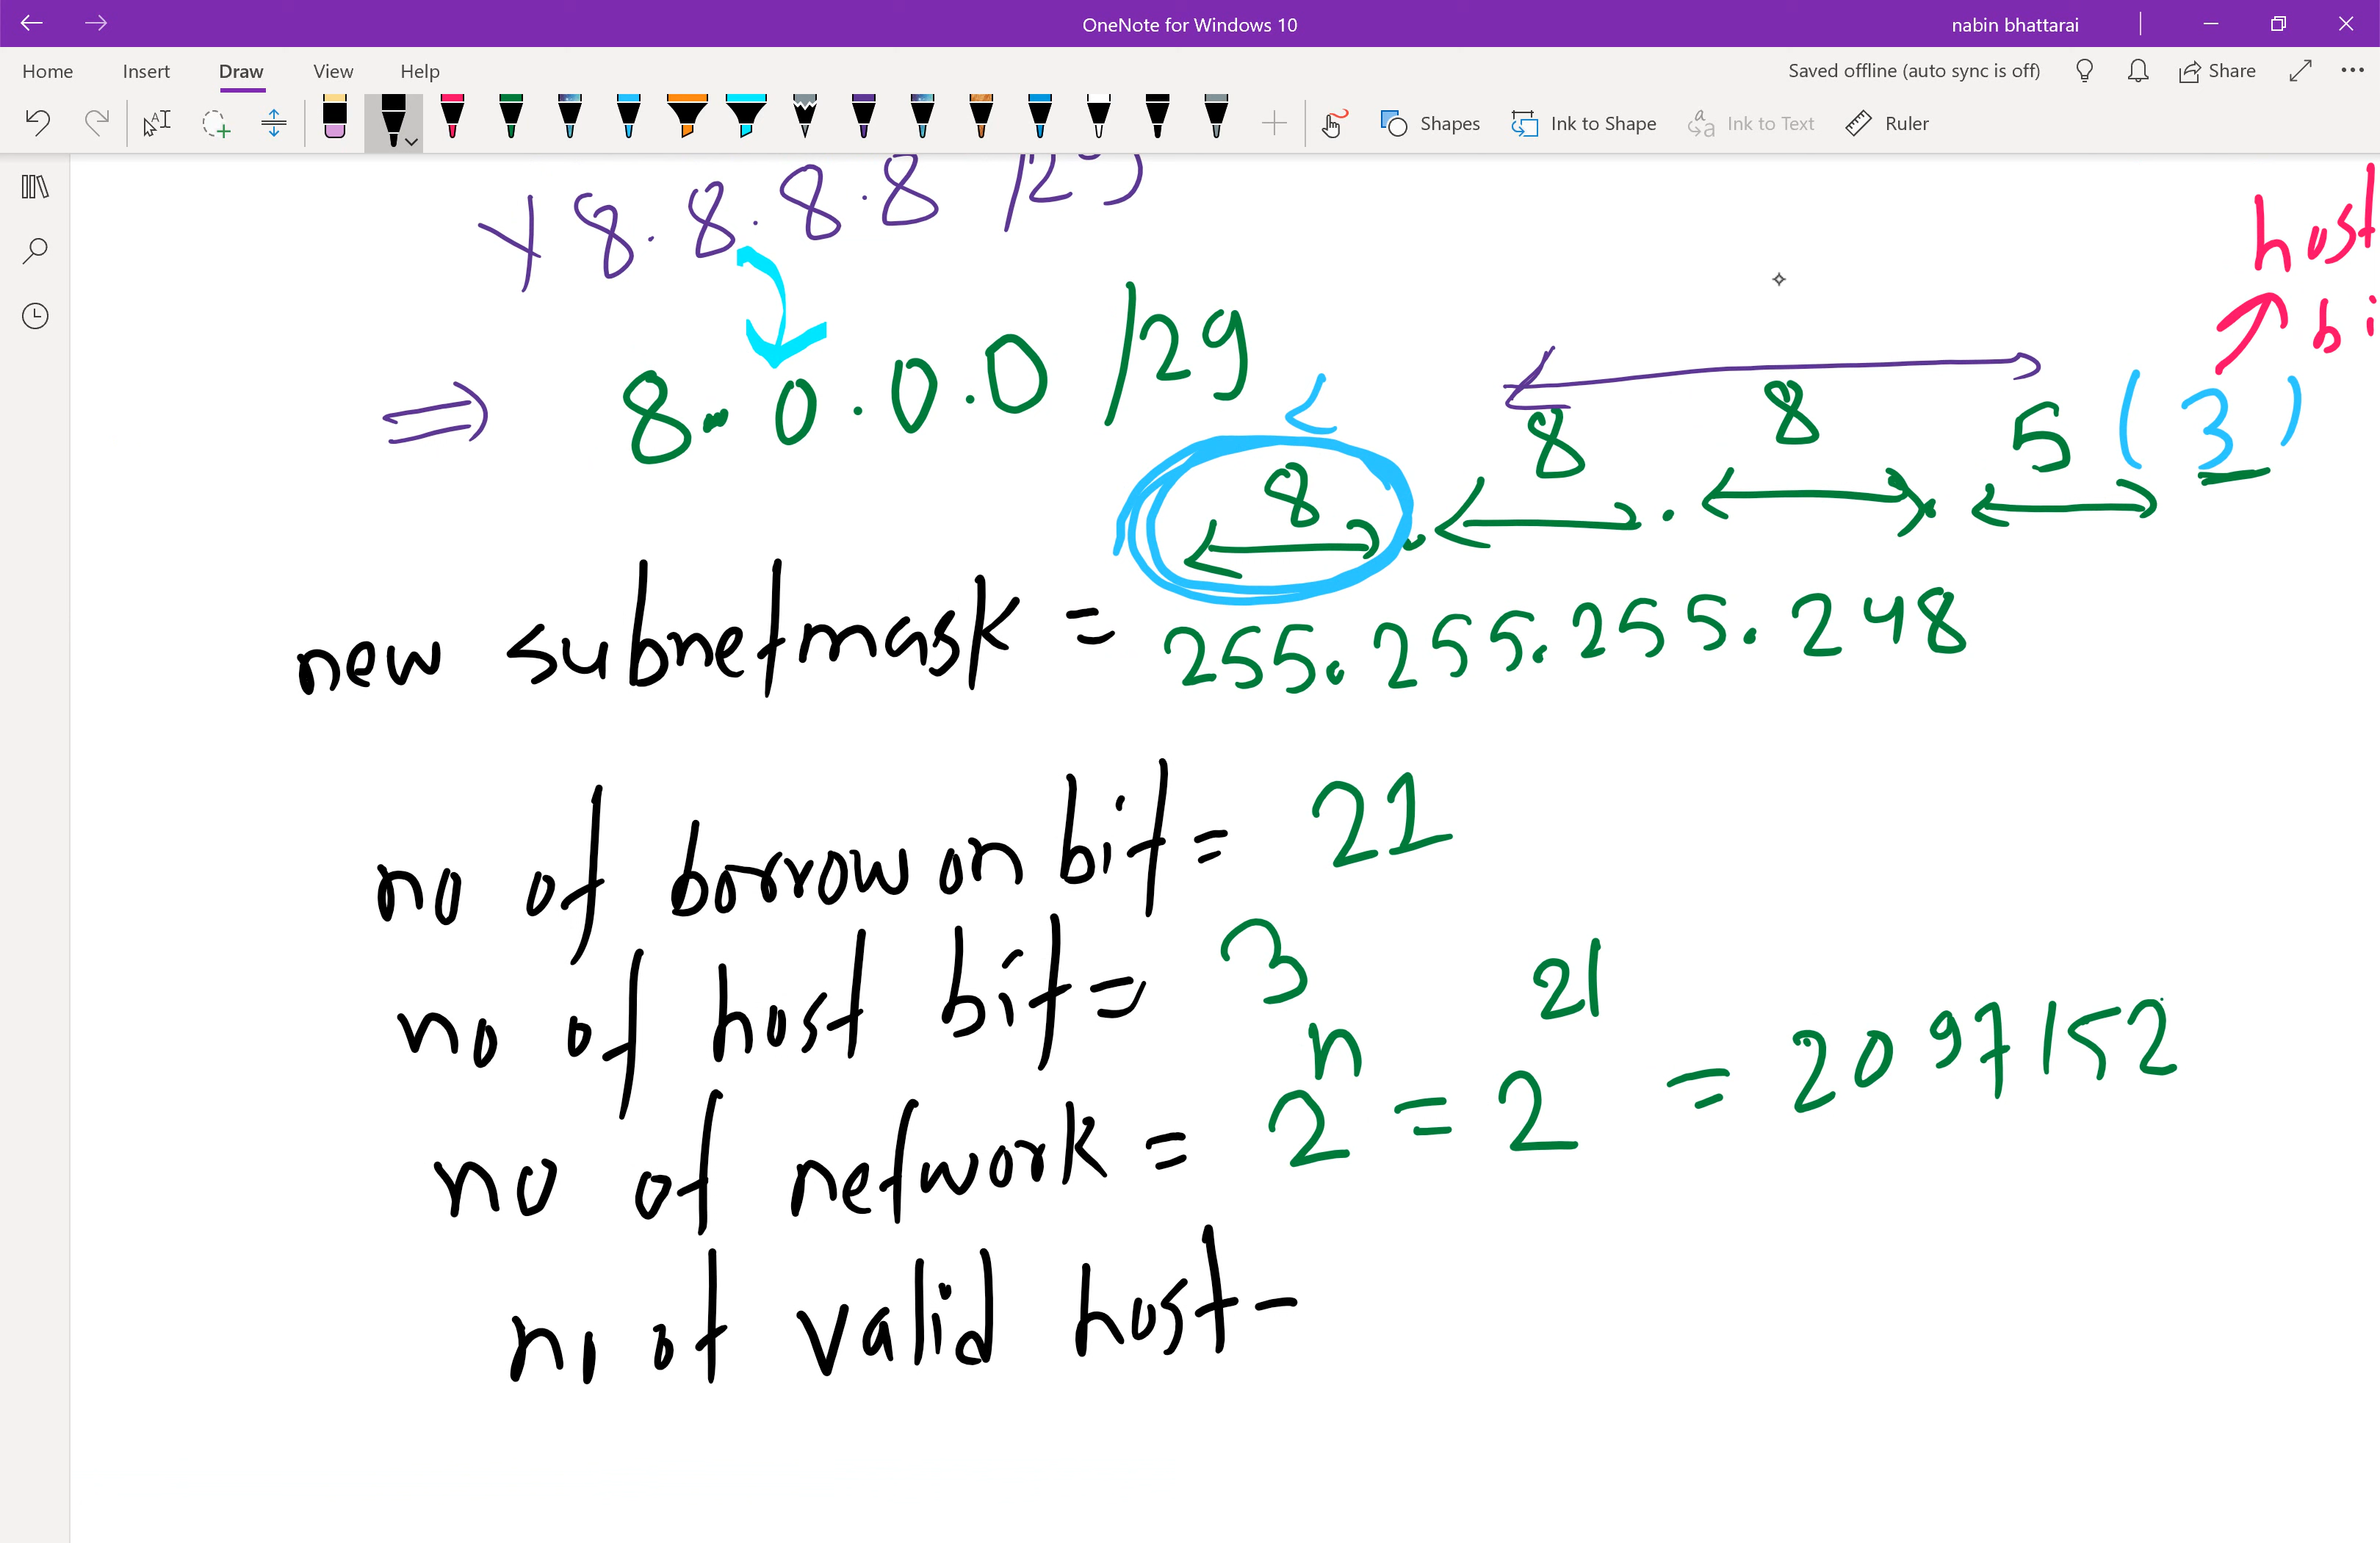 OneNote for Windows 10
nabin bhattarai
Home Insert Draw View Help
Saved offline (auto sync is off) Share
Shapes Ink to Shape Ink to Text Ruler
8.8.8.8 /29
host
bi
8.0.0.0 /29
8 8 8 5 (3)
new subnetmask = 255.255.255.248
no of borrow on bit = 21
no of host bit = 3
no of network = 2^n = 2^21 = 2097152
no of valid host -